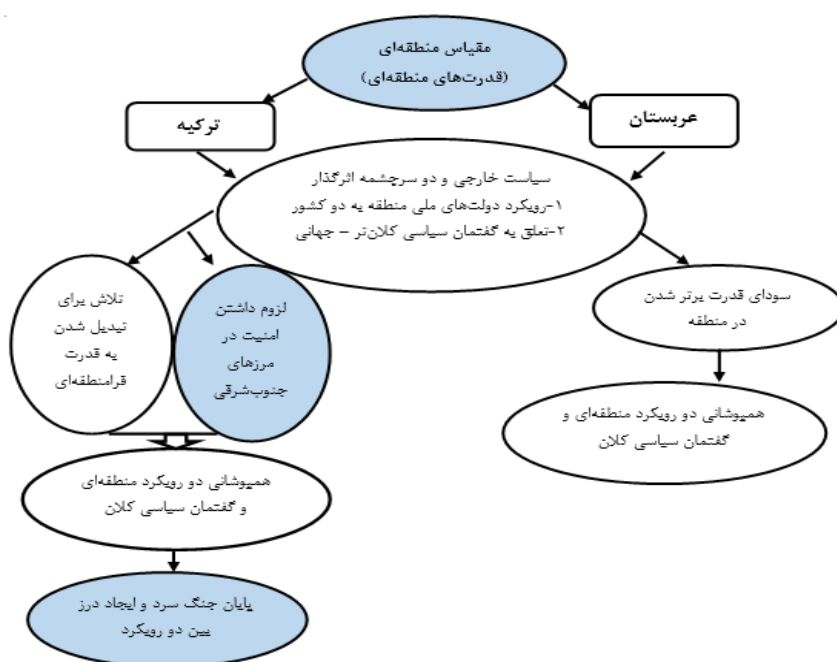 مقیاس منطقه‌ای
(قدرت‌های منطقه‌ای)
عربستان
ترکیه
سیاست خارجی و دو سرچشمه اثرگذار
۱-رویکرد دولت‌های ملی منطقه به دو کشور
۲-تعلق به گفتمان سیاسی کلان‌تر – جهانی
سودای قدرت برتر شدن
در منطقه
همپوشانی دو رویکرد منطقه‌ای و
گفتمان سیاسی کلان
لزوم داشتن
امنیت در
مرزهای
جنوب‌شرقی
تلاش برای
تبدیل شدن
به قدرت
فرامنطقه‌ای
همپوشانی دو رویکرد منطقه‌ای
و گفتمان سیاسی کلان
پایان جنگ سرد و ایجاد درز
بین دو رویکرد